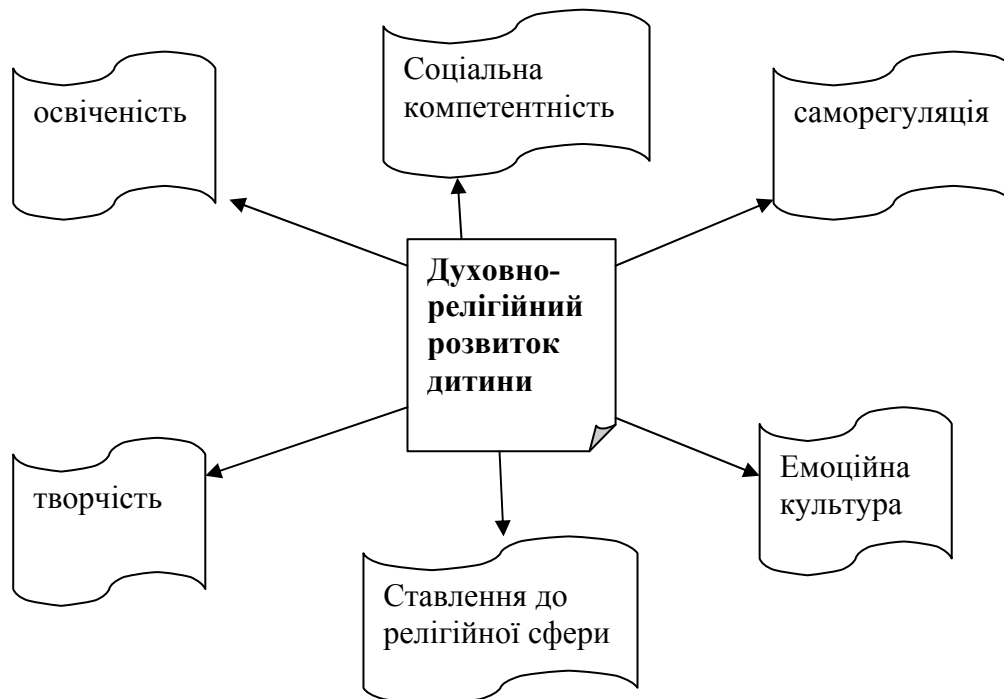 освіченість
Соціальна
компетентність
саморегуляція
Духовно-
релігійний
розвиток
дитини
творчість
Емоційна
культура
Ставлення до
релігійної сфери